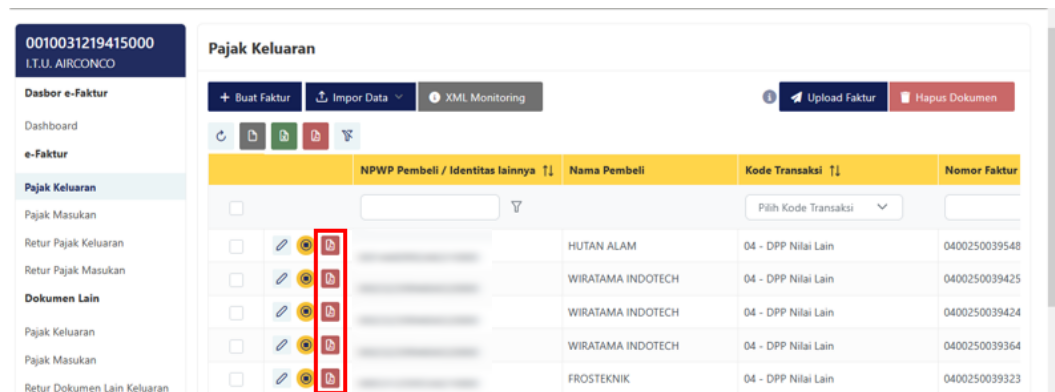 0010031219415000
I.T.U. AIRCONCO
Dasbor e-Faktur
Dashboard
e-Faktur
Pajak Keluaran
Pajak Masukan
Retur Pajak Keluaran
Retur Pajak Masukan
Dokumen Lain
Pajak Keluaran
Pajak Masukan
Retur Dokumen Lain Keluaran
Pajak Keluaran
+ Buat Faktur Impor Data XML Monitoring Upload Faktur Hapus Dokumen
NPWP Pembeli / Identitas lainnya Nama Pembeli Kode Transaksi Nomor Faktur
Pilih Kode Transaksi
HUTAN ALAM 04 - DPP Nilai Lain 0400250039548
WIRATAMA INDOTECH 04 - DPP Nilai Lain 0400250039425
WIRATAMA INDOTECH 04 - DPP Nilai Lain 0400250039424
WIRATAMA INDOTECH 04 - DPP Nilai Lain 0400250039364
FROSTEKNIK 04 - DPP Nilai Lain 0400250039323